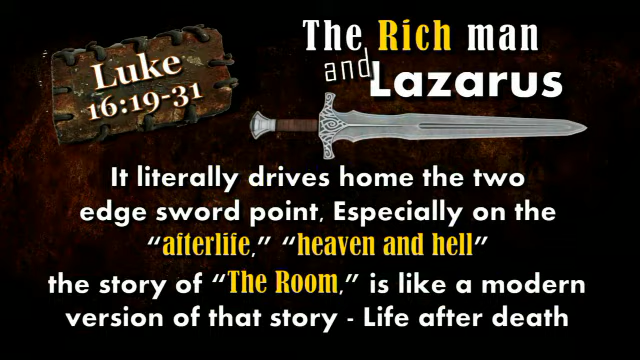 Luke
16:19-31
The Rich man
and Lazarus
It literally drives home the two
edge sword point, Especially on the
"afterlife," "heaven and hell"
the story of "The Room," is like a modern
version of that story - Life after death